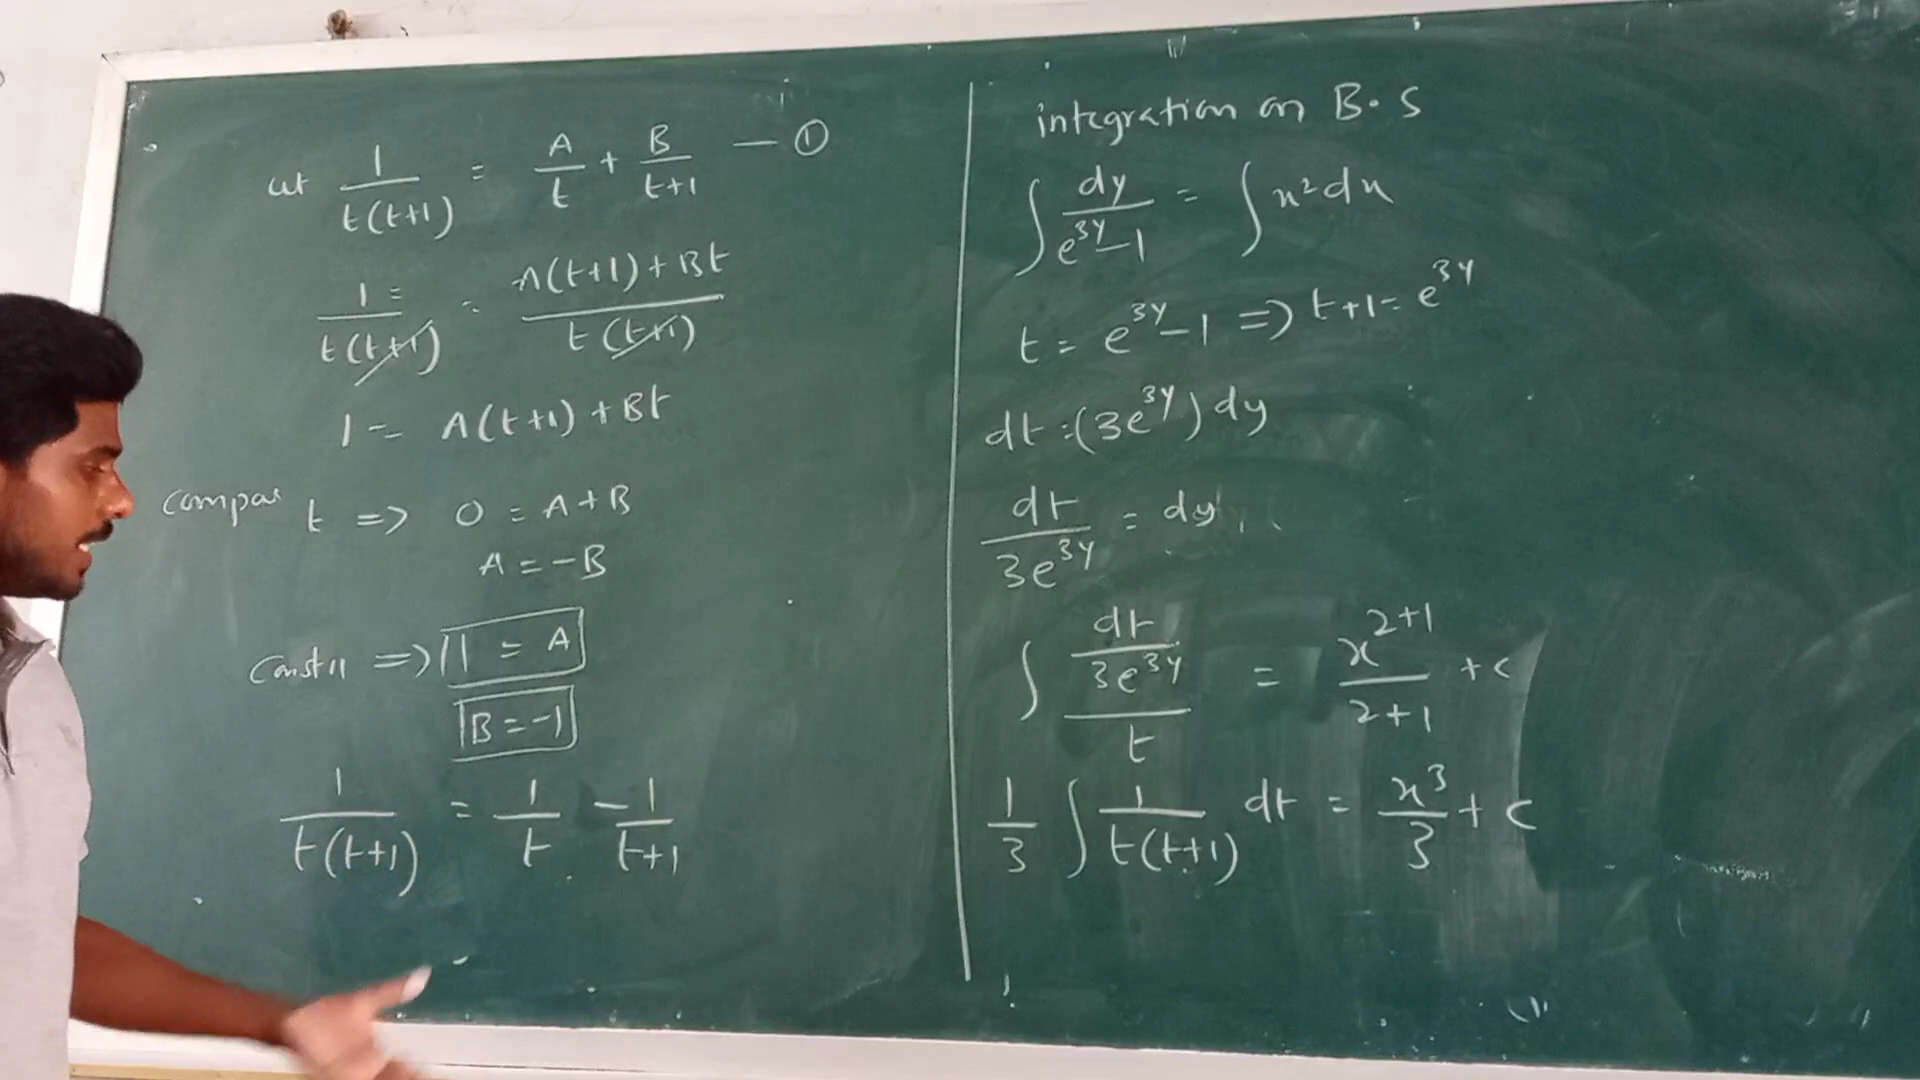 let 1/t(t+1) = A/t + B/t+1 — ①
1/t(t+1) = A(t+1)+Bt/t(t+1)
1 = A(t+1)+Bt
t => 0 = A+B
A = -B
=> 1 = A
B = -1
1/t(t+1) = 1/t -1/t+1
integration on B.S
∫ dy/e^3y-1 = ∫ x²dx
t = e^3y-1 => t+1 = e^3y
dt = (3e^3y) dy
dt/3e^3y = dy
∫ dt/3e^3y/t = x^2+1/2+1 + c
1/3 ∫ 1/t(t+1) dt = x³/3 + c